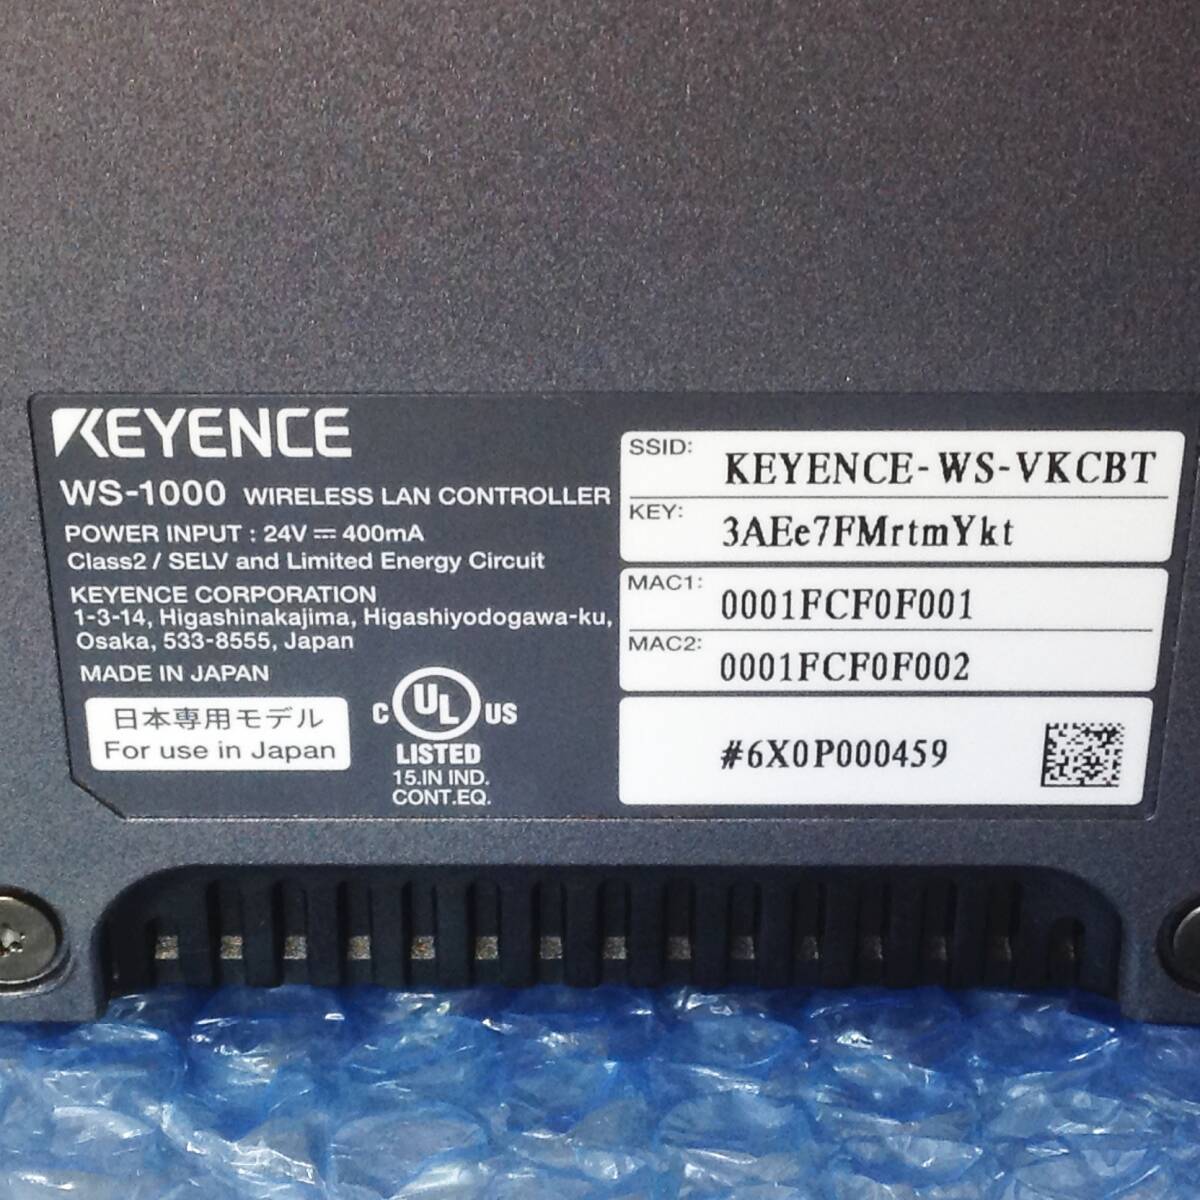 KEYENCE
WS-1000 WIRELESS LAN CONTROLLER
POWER INPUT : 24V ⎓ 400mA
Class2 / SELV and Limited Energy Circuit
KEYENCE CORPORATION
1-3-14, Higashinakajima, Higashiyodogawa-ku,
Osaka, 533-8555, Japan
MADE IN JAPAN
日本専用モデル
For use in Japan
C UL US
LISTED
15.IN IND.
CONT.EQ.
SSID: KEYENCE-WS-VKCBT
KEY: 3AEe7FMrtmYkt
MAC1: 0001FCF0F001
MAC2: 0001FCF0F002
#6X0P000459